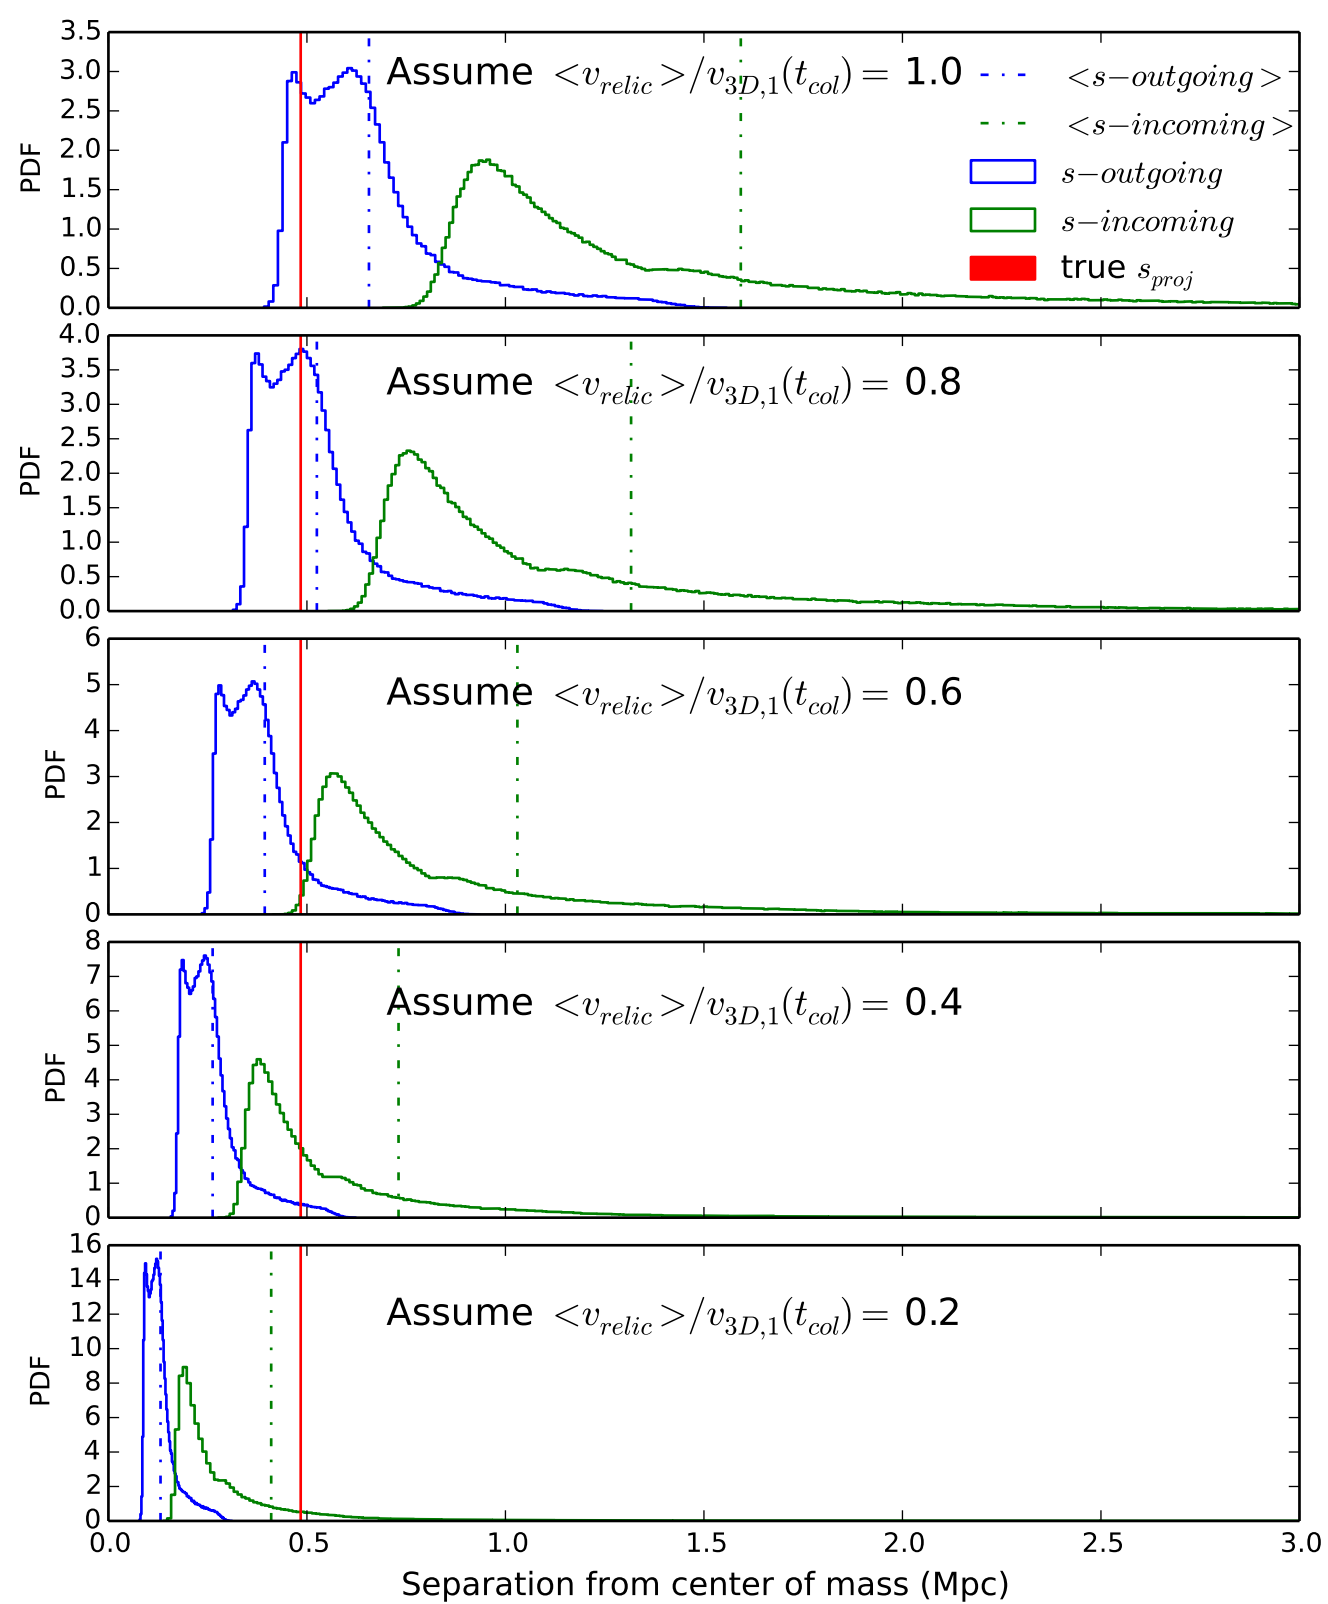 3.5
3.0
2.5
2.0
1.5
1.0
0.5
0.0
PDF
Assume <v_relic>/v_3D,1(t_col) = 1.0
<s−outgoing>
<s−incoming>
s−outgoing
s−incoming
true s_proj
4.0
3.5
3.0
2.5
2.0
1.5
1.0
0.5
0.0
PDF
Assume <v_relic>/v_3D,1(t_col) = 0.8
6
5
4
3
2
1
0
PDF
Assume <v_relic>/v_3D,1(t_col) = 0.6
8
7
6
5
4
3
2
1
0
PDF
Assume <v_relic>/v_3D,1(t_col) = 0.4
16
14
12
10
8
6
4
2
0
PDF
Assume <v_relic>/v_3D,1(t_col) = 0.2
0.0 0.5 1.0 1.5 2.0 2.5 3.0
Separation from center of mass (Mpc)